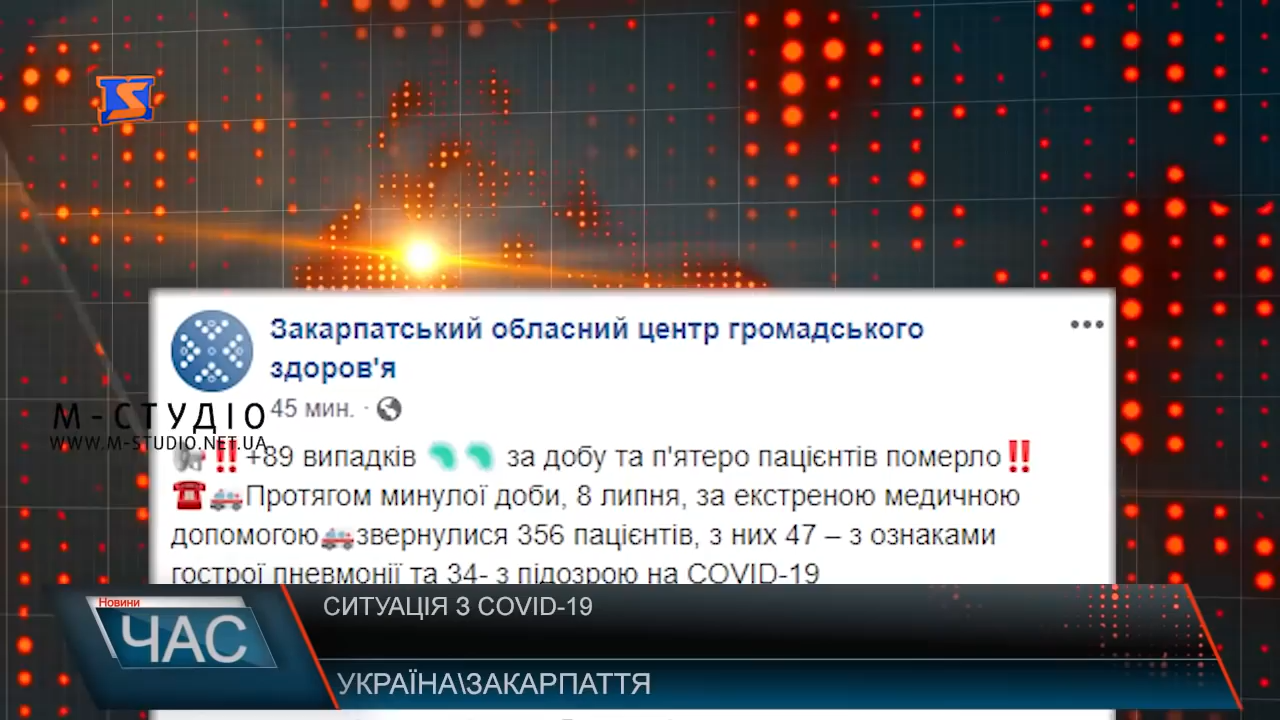 Закарпатський обласний центр громадського
здоров'я
45 мин. ·
М-СТУДІО
WWW.M-STUDIO.NET.UA
+89 випадків за добу та п'ятеро пацієнтів померло
Протягом минулої доби, 8 липня, за екстреною медичною
допомогою звернулися 356 пацієнтів, з них 47 – з ознаками
гострої пневмонії та 34- з підозрою на COVID-19
Новини
ЧАС
СИТУАЦІЯ З COVID-19
УКРАЇНА\ЗАКАРПАТТЯ